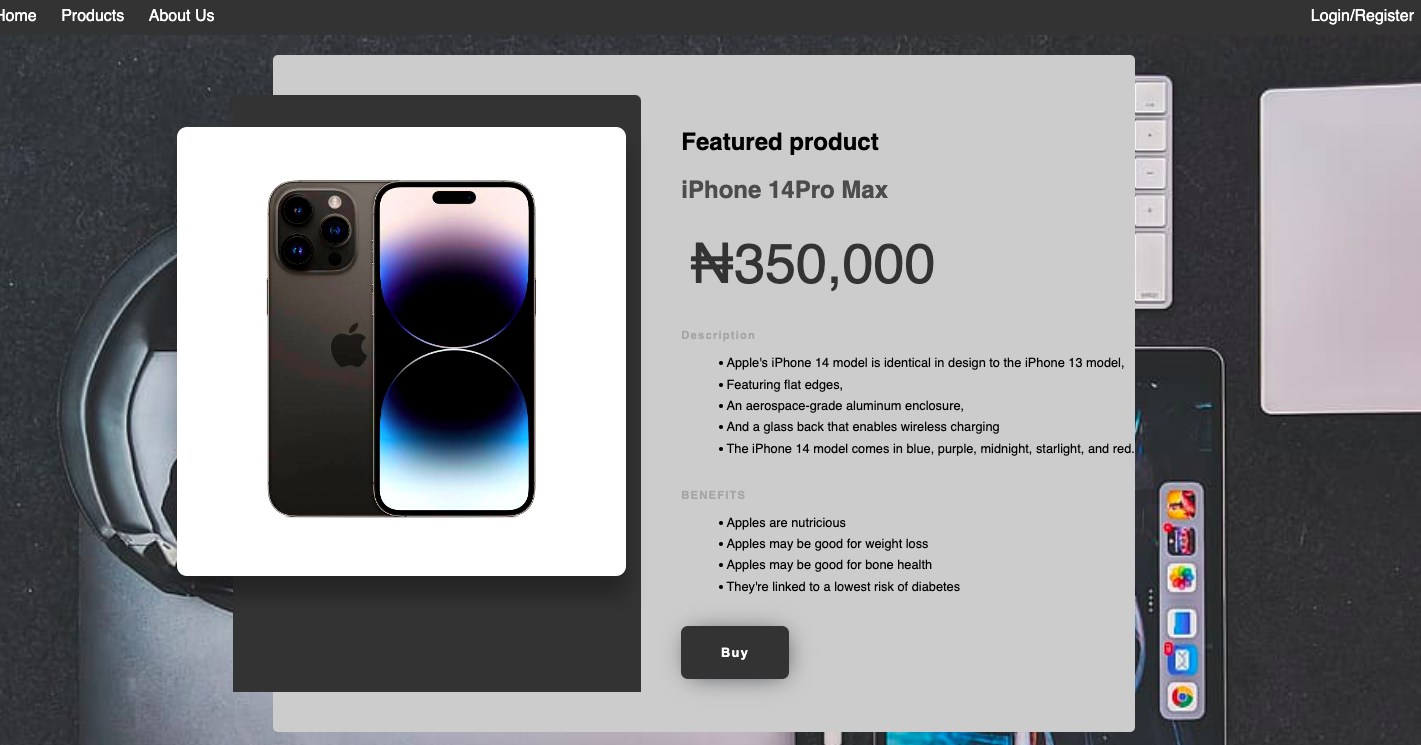 Home Products About Us Login/Register
Featured product
iPhone 14Pro Max
₦350,000
Description
• Apple's iPhone 14 model is identical in design to the iPhone 13 model,
• Featuring flat edges,
• An aerospace-grade aluminum enclosure,
• And a glass back that enables wireless charging
• The iPhone 14 model comes in blue, purple, midnight, starlight, and red.
BENEFITS
• Apples are nutricious
• Apples may be good for weight loss
• Apples may be good for bone health
• They're linked to a lowest risk of diabetes
Buy